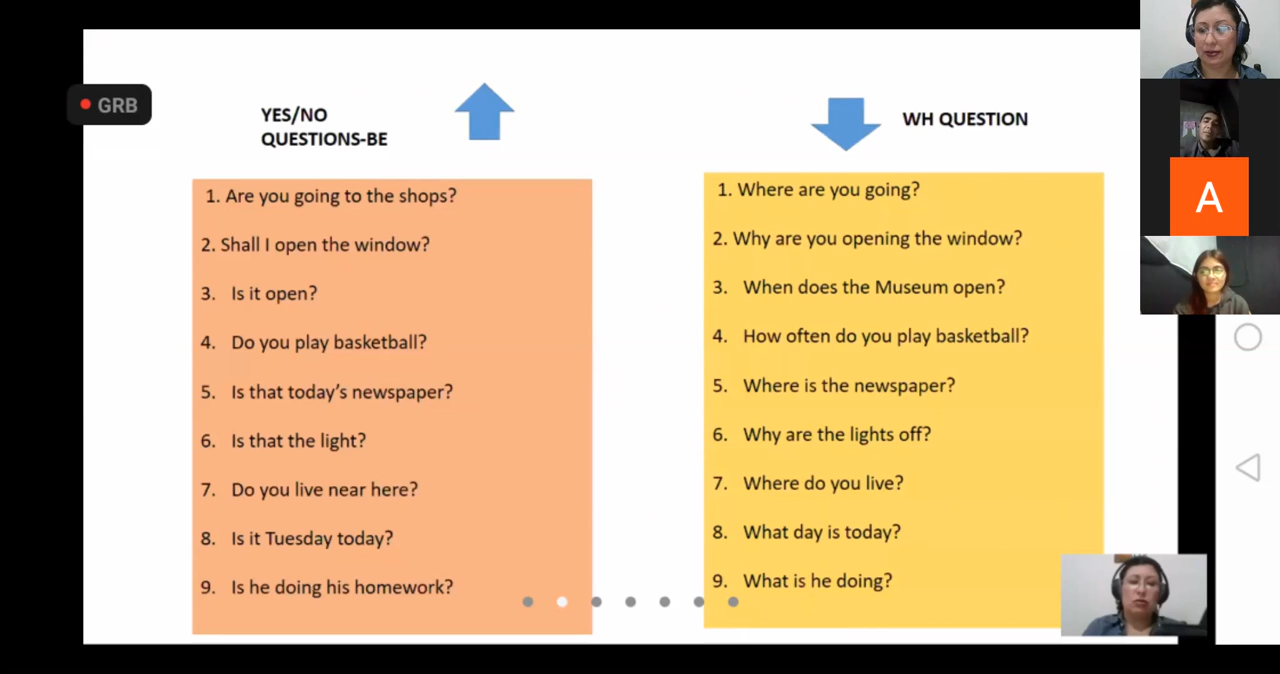 GRB
YES/NO
QUESTIONS-BE
1. Are you going to the shops?
2. Shall I open the window?
3. Is it open?
4. Do you play basketball?
5. Is that today's newspaper?
6. Is that the light?
7. Do you live near here?
8. Is it Tuesday today?
9. Is he doing his homework?
WH QUESTION
1. Where are you going?
2. Why are you opening the window?
3. When does the Museum open?
4. How often do you play basketball?
5. Where is the newspaper?
6. Why are the lights off?
7. Where do you live?
8. What day is today?
9. What is he doing?
A